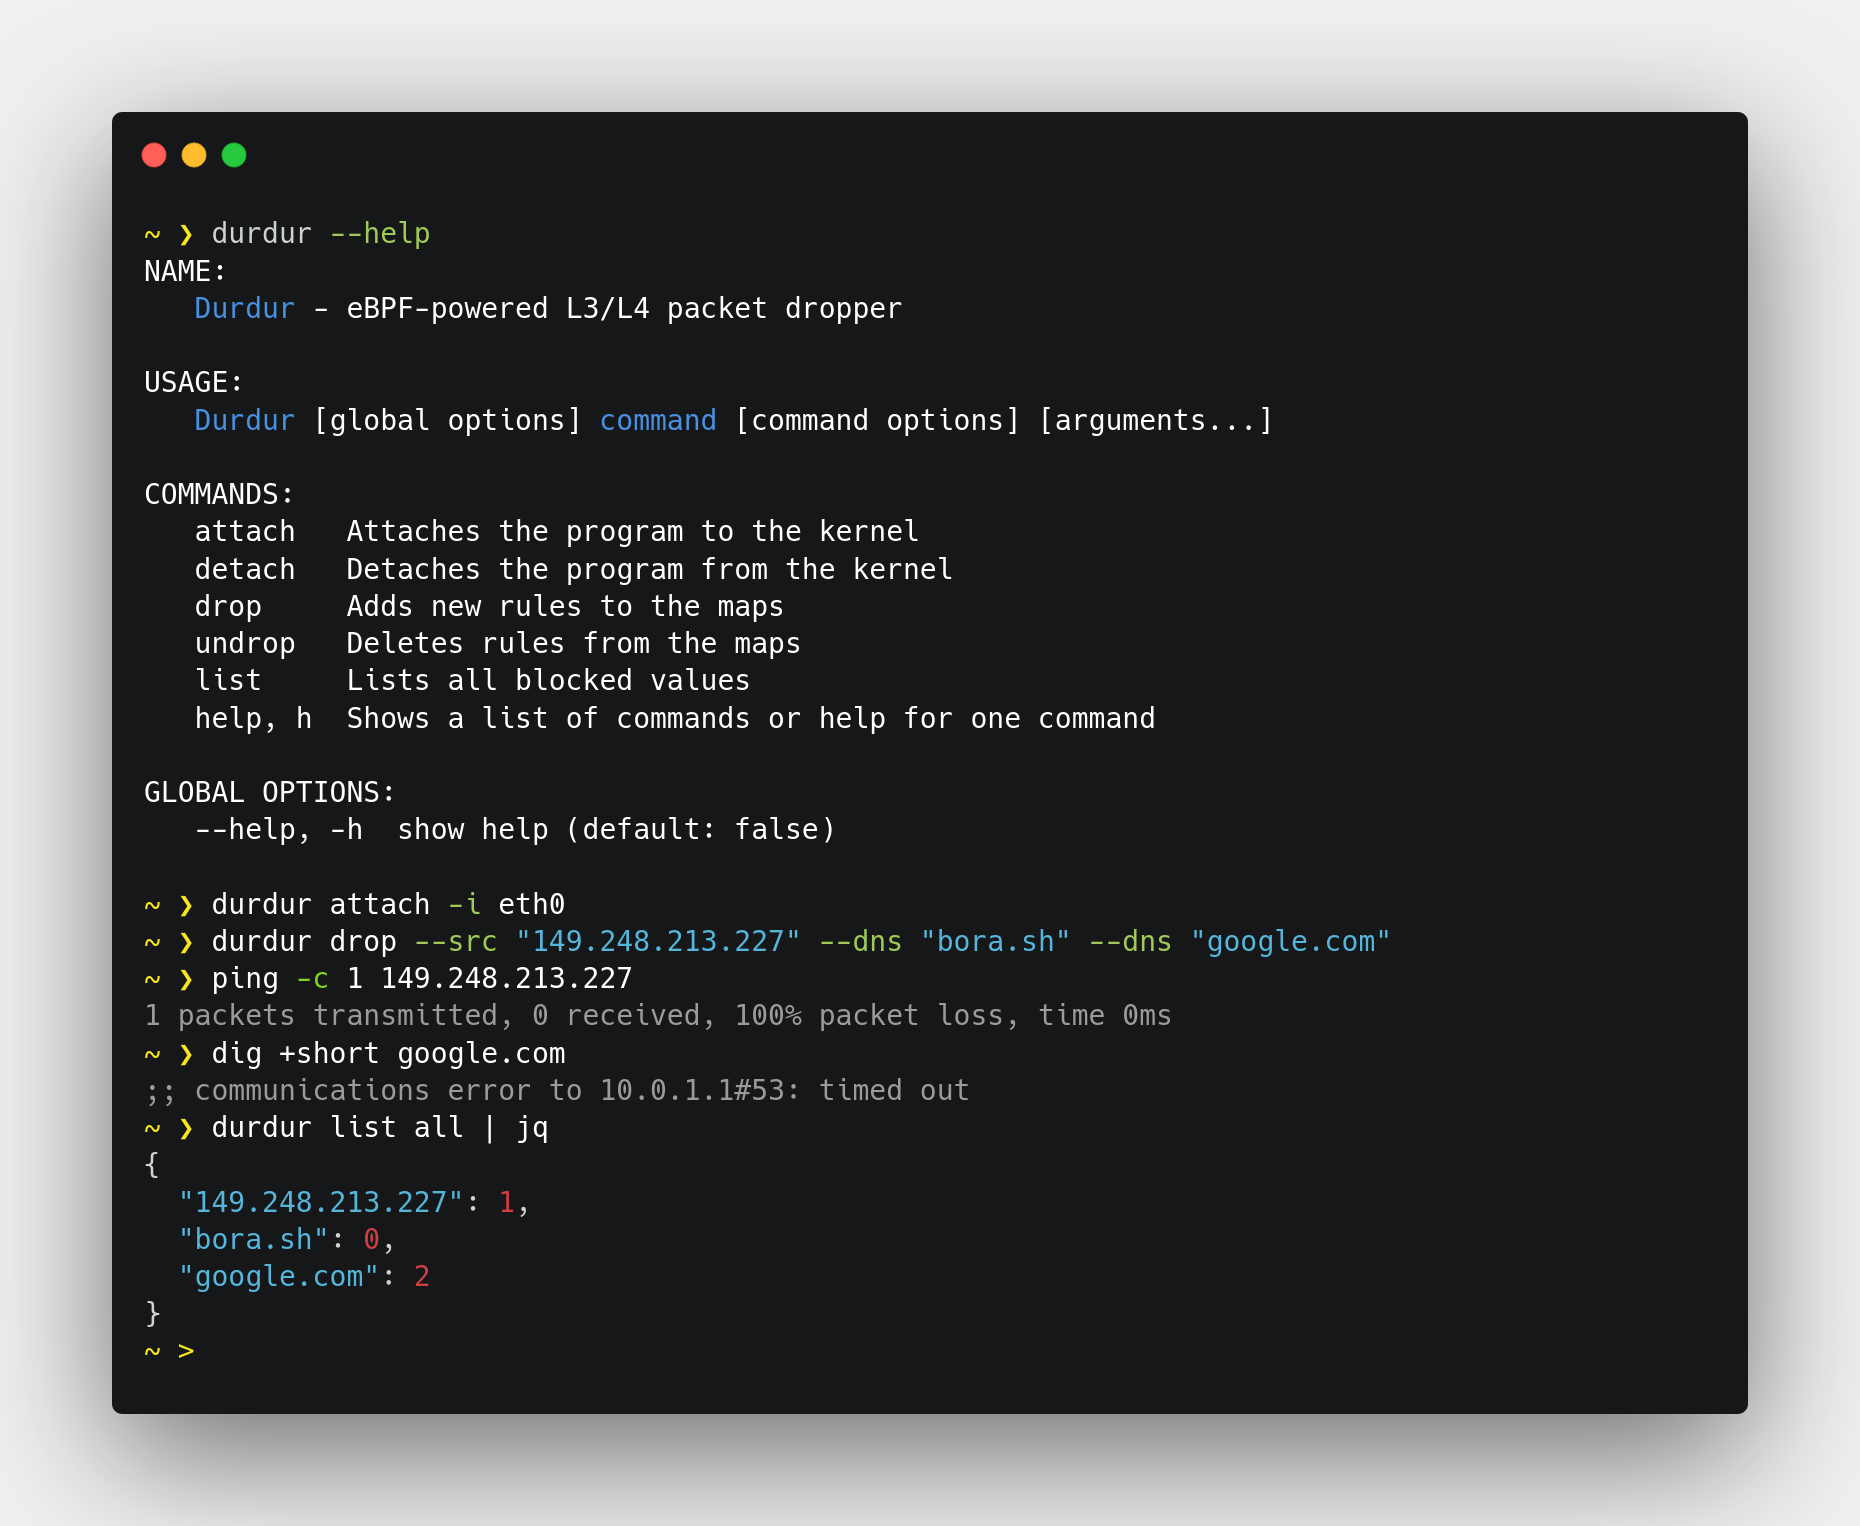 ~ ❯ durdur --help
NAME:
   Durdur - eBPF-powered L3/L4 packet dropper
USAGE:
   Durdur [global options] command [command options] [arguments...]
COMMANDS:
   attach   Attaches the program to the kernel
   detach   Detaches the program from the kernel
   drop     Adds new rules to the maps
   undrop   Deletes rules from the maps
   list     Lists all blocked values
   help, h  Shows a list of commands or help for one command
GLOBAL OPTIONS:
   --help, -h  show help (default: false)
~ ❯ durdur attach -i eth0
~ ❯ durdur drop --src "149.248.213.227" --dns "bora.sh" --dns "google.com"
~ ❯ ping -c 1 149.248.213.227
1 packets transmitted, 0 received, 100% packet loss, time 0ms
~ ❯ dig +short google.com
;; communications error to 10.0.1.1#53: timed out
~ ❯ durdur list all | jq
{
  "149.248.213.227": 1,
  "bora.sh": 0,
  "google.com": 2
}
~ >